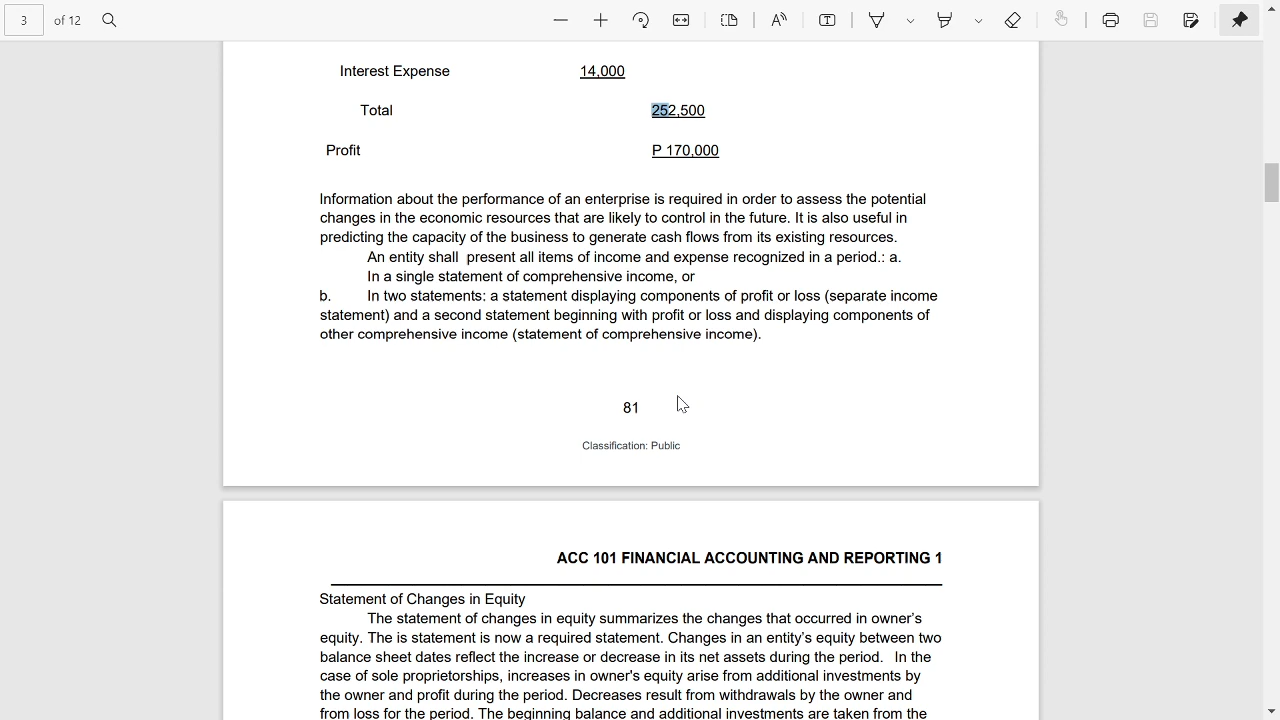 3 of 12
Interest Expense 14,000
Total 252,500
Profit P 170,000
Information about the performance of an enterprise is required in order to assess the potential
changes in the economic resources that are likely to control in the future. It is also useful in
predicting the capacity of the business to generate cash flows from its existing resources.
An entity shall  present all items of income and expense recognized in a period.: a.
In a single statement of comprehensive income, or
b. In two statements: a statement displaying components of profit or loss (separate income
statement) and a second statement beginning with profit or loss and displaying components of
other comprehensive income (statement of comprehensive income).
81
Classification: Public
ACC 101 FINANCIAL ACCOUNTING AND REPORTING 1
Statement of Changes in Equity
The statement of changes in equity summarizes the changes that occurred in owner's
equity. The is statement is now a required statement. Changes in an entity's equity between two
balance sheet dates reflect the increase or decrease in its net assets during the period.   In the
case of sole proprietorships, increases in owner's equity arise from additional investments by
the owner and profit during the period. Decreases result from withdrawals by the owner and
from loss for the period. The beginning balance and additional investments are taken from the